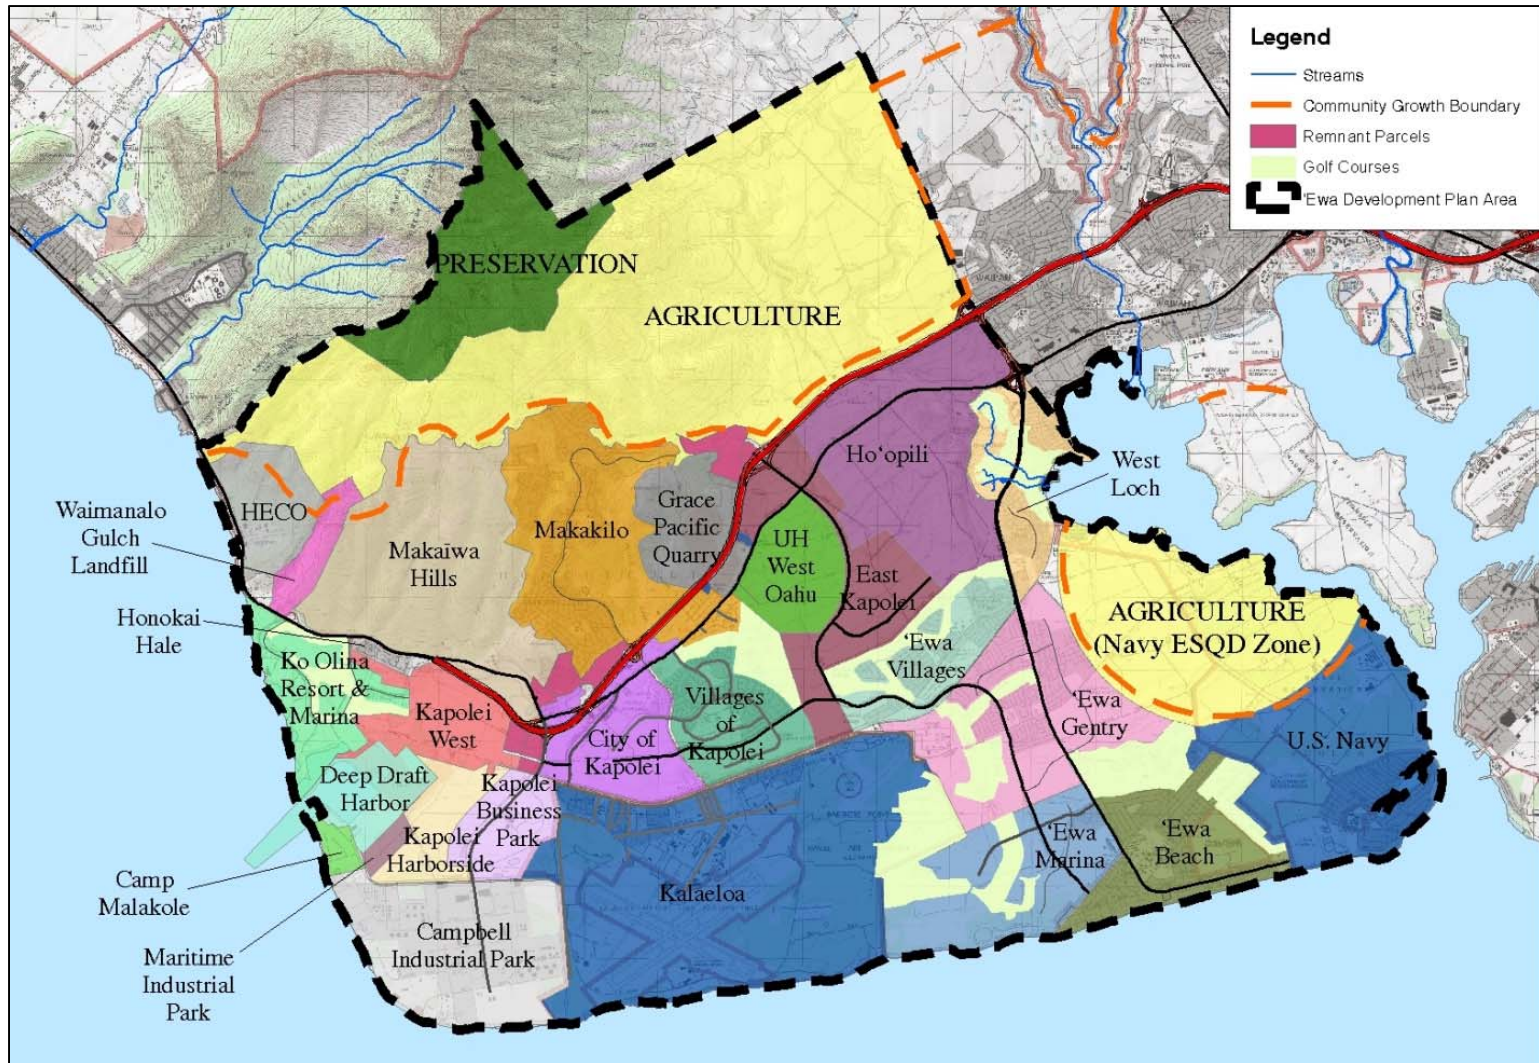 Legend
Streams
Community Growth Boundary
Remnant Parcels
Golf Courses
'Ewa Development Plan Area
PRESERVATION
AGRICULTURE
Ho'opili
West
Loch
HECO
Waimanalo
Gulch
Landfill
Makaīwa
Hills
Makakilo
Grace
Pacific
Quarry
UH
West
Oahu
East
Kapolei
AGRICULTURE
(Navy ESQD Zone)
Honokai
Hale
Ko Olina
Resort &
Marina
Kapolei
West
City of
Kapolei
Villages
of
Kapolei
'Ewa
Villages
'Ewa
Gentry
U.S. Navy
Deep Draft
Harbor
Kapolei
Business
Park
Kapolei
Harborside
'Ewa
Marina
'Ewa
Beach
Camp
Malakole
Kalaeloa
Maritime
Industrial
Park
Campbell
Industrial Park